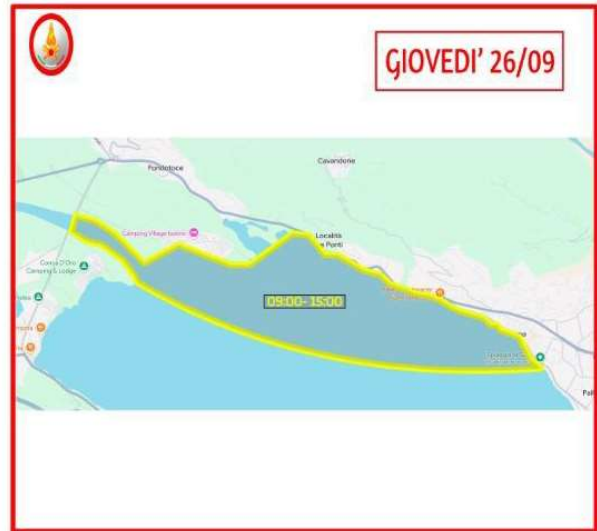 GIOVEDI' 26/09
Fondotoce
Cavandone
Camping Village Isolino
Località
Ponti
Conca D'Oro
Camping & Lodge
09:00- 15:00